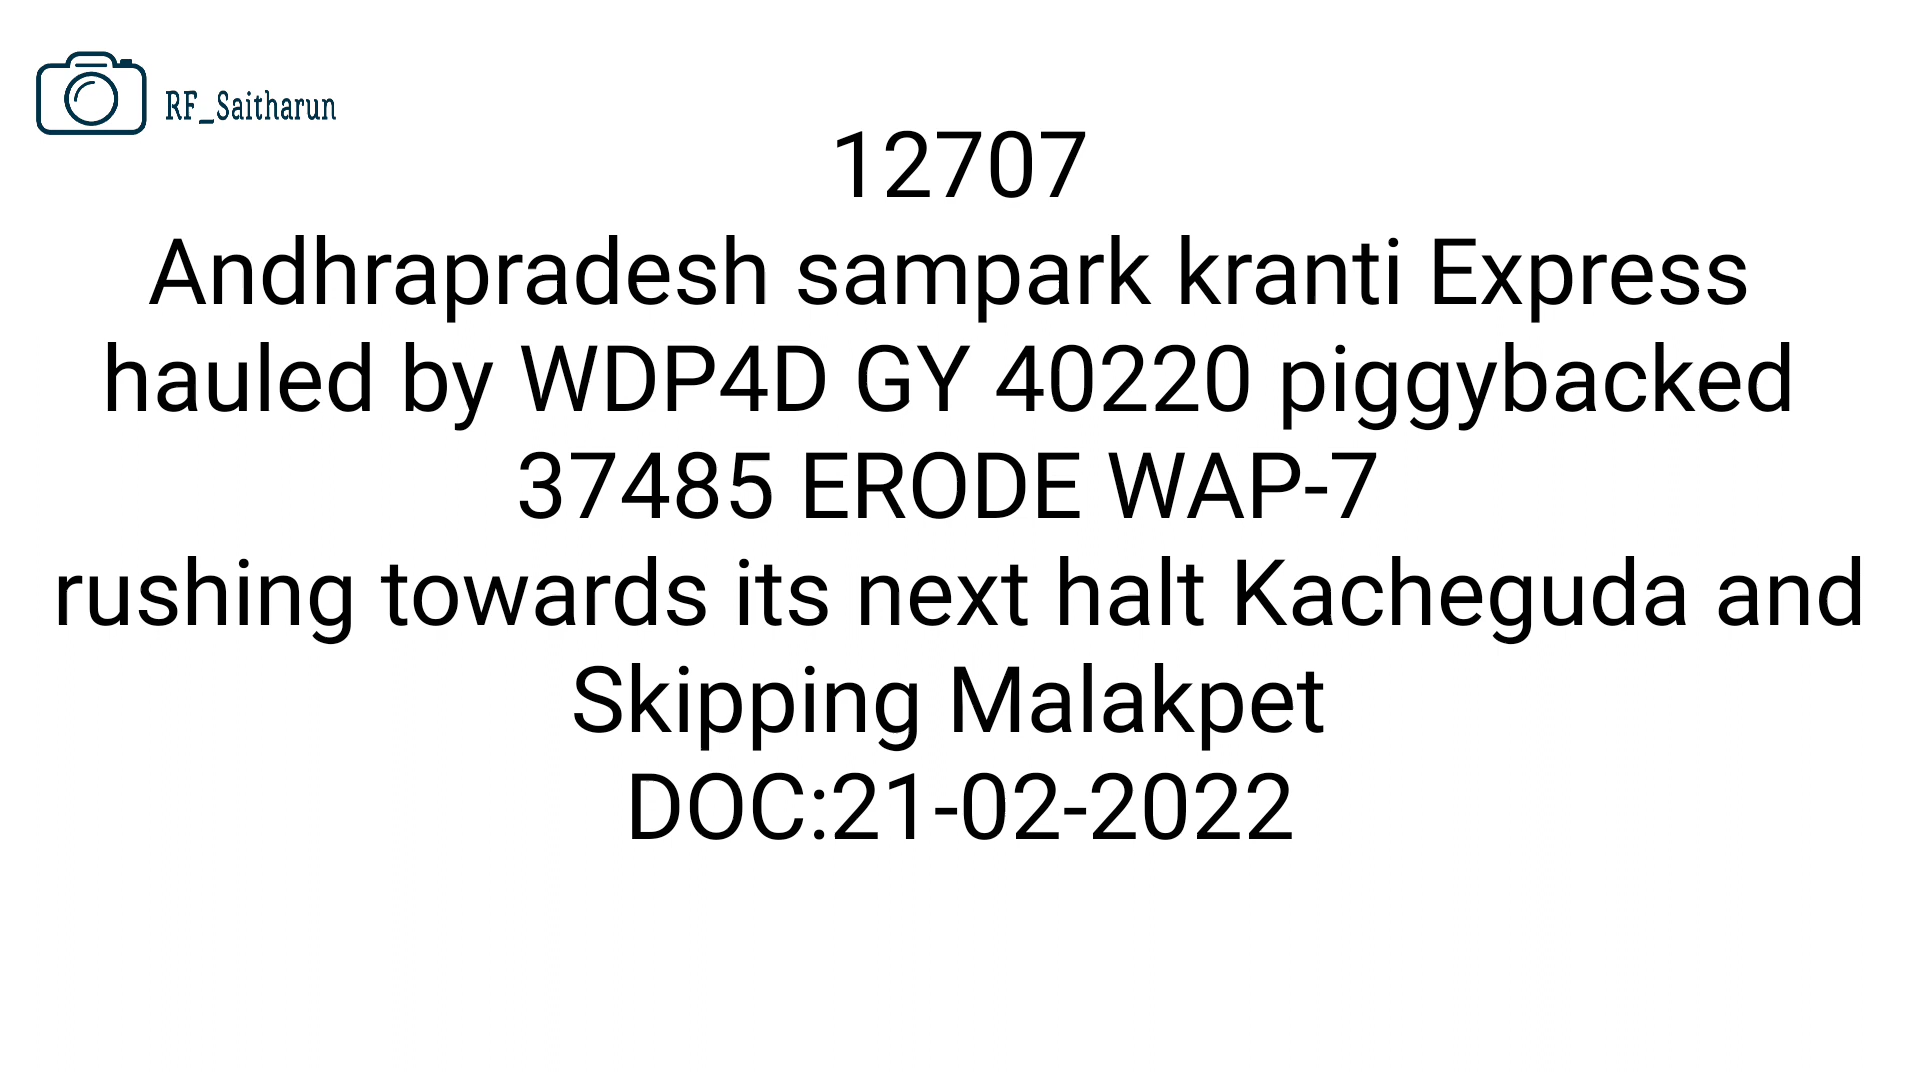 RF_Saitharun
12707
Andhrapradesh sampark kranti Express
hauled by WDP4D GY 40220 piggybacked
37485 ERODE WAP-7
rushing towards its next halt Kacheguda and
Skipping Malakpet
DOC:21-02-2022